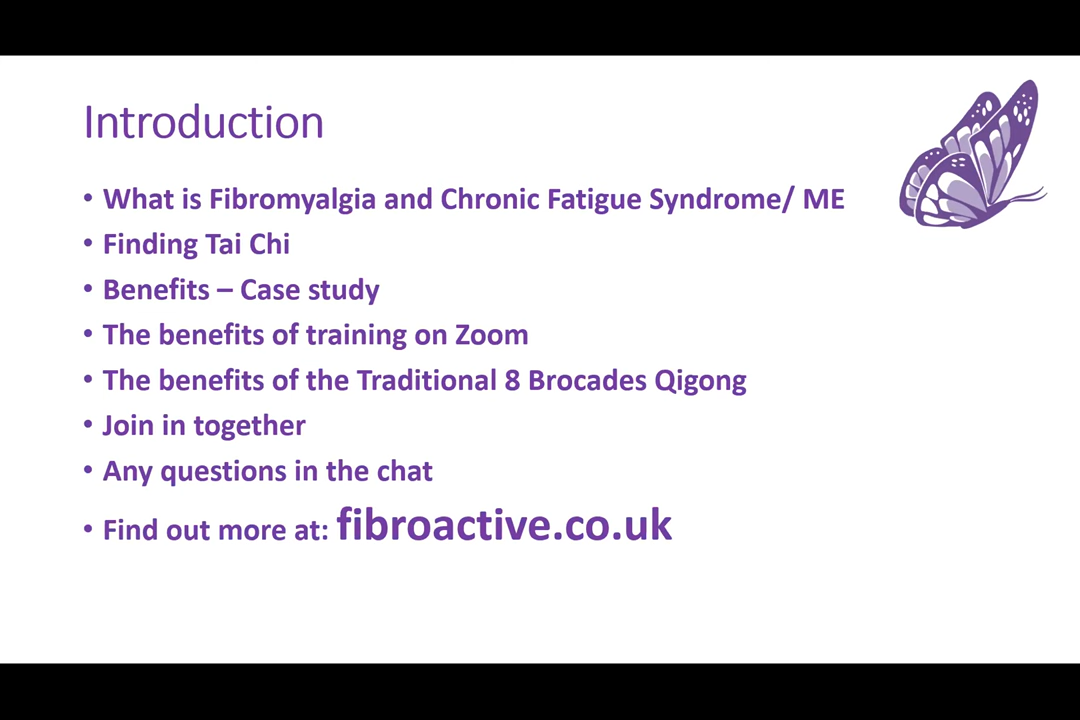 Introduction
• What is Fibromyalgia and Chronic Fatigue Syndrome/ ME
• Finding Tai Chi
• Benefits – Case study
• The benefits of training on Zoom
• The benefits of the Traditional 8 Brocades Qigong
• Join in together
• Any questions in the chat
• Find out more at: fibroactive.co.uk